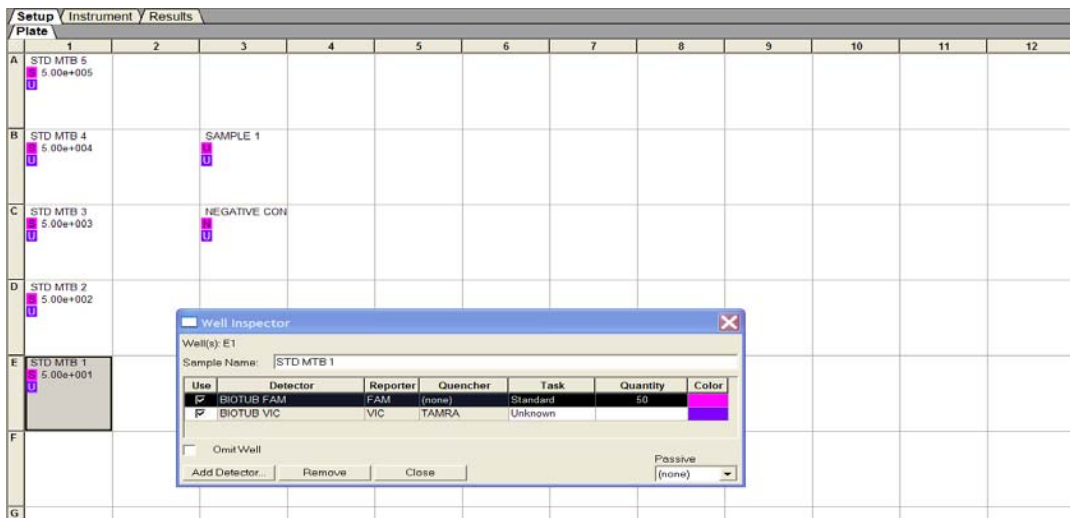 Setup Instrument Results
Plate
1 2 3 4 5 6 7 8 9 10 11 12
A STD MTB 5
S 5.00e+005
U
B STD MTB 4 SAMPLE 1
S 5.00e+004 U
U U
C STD MTB 3 NEGATIVE CON
S 5.00e+003 N
U U
D STD MTB 2
S 5.00e+002
U
E STD MTB 1
S 5.00e+001
U
F
G
Well Inspector
Well(s): E1
Sample Name: STD MTB 1
Use Detector Reporter Quencher Task Quantity Color
BIOTUB FAM FAM (none) Standard 50
BIOTUB VIC VIC TAMRA Unknown
Omit Well
Passive
Add Detector... Remove Close (none)